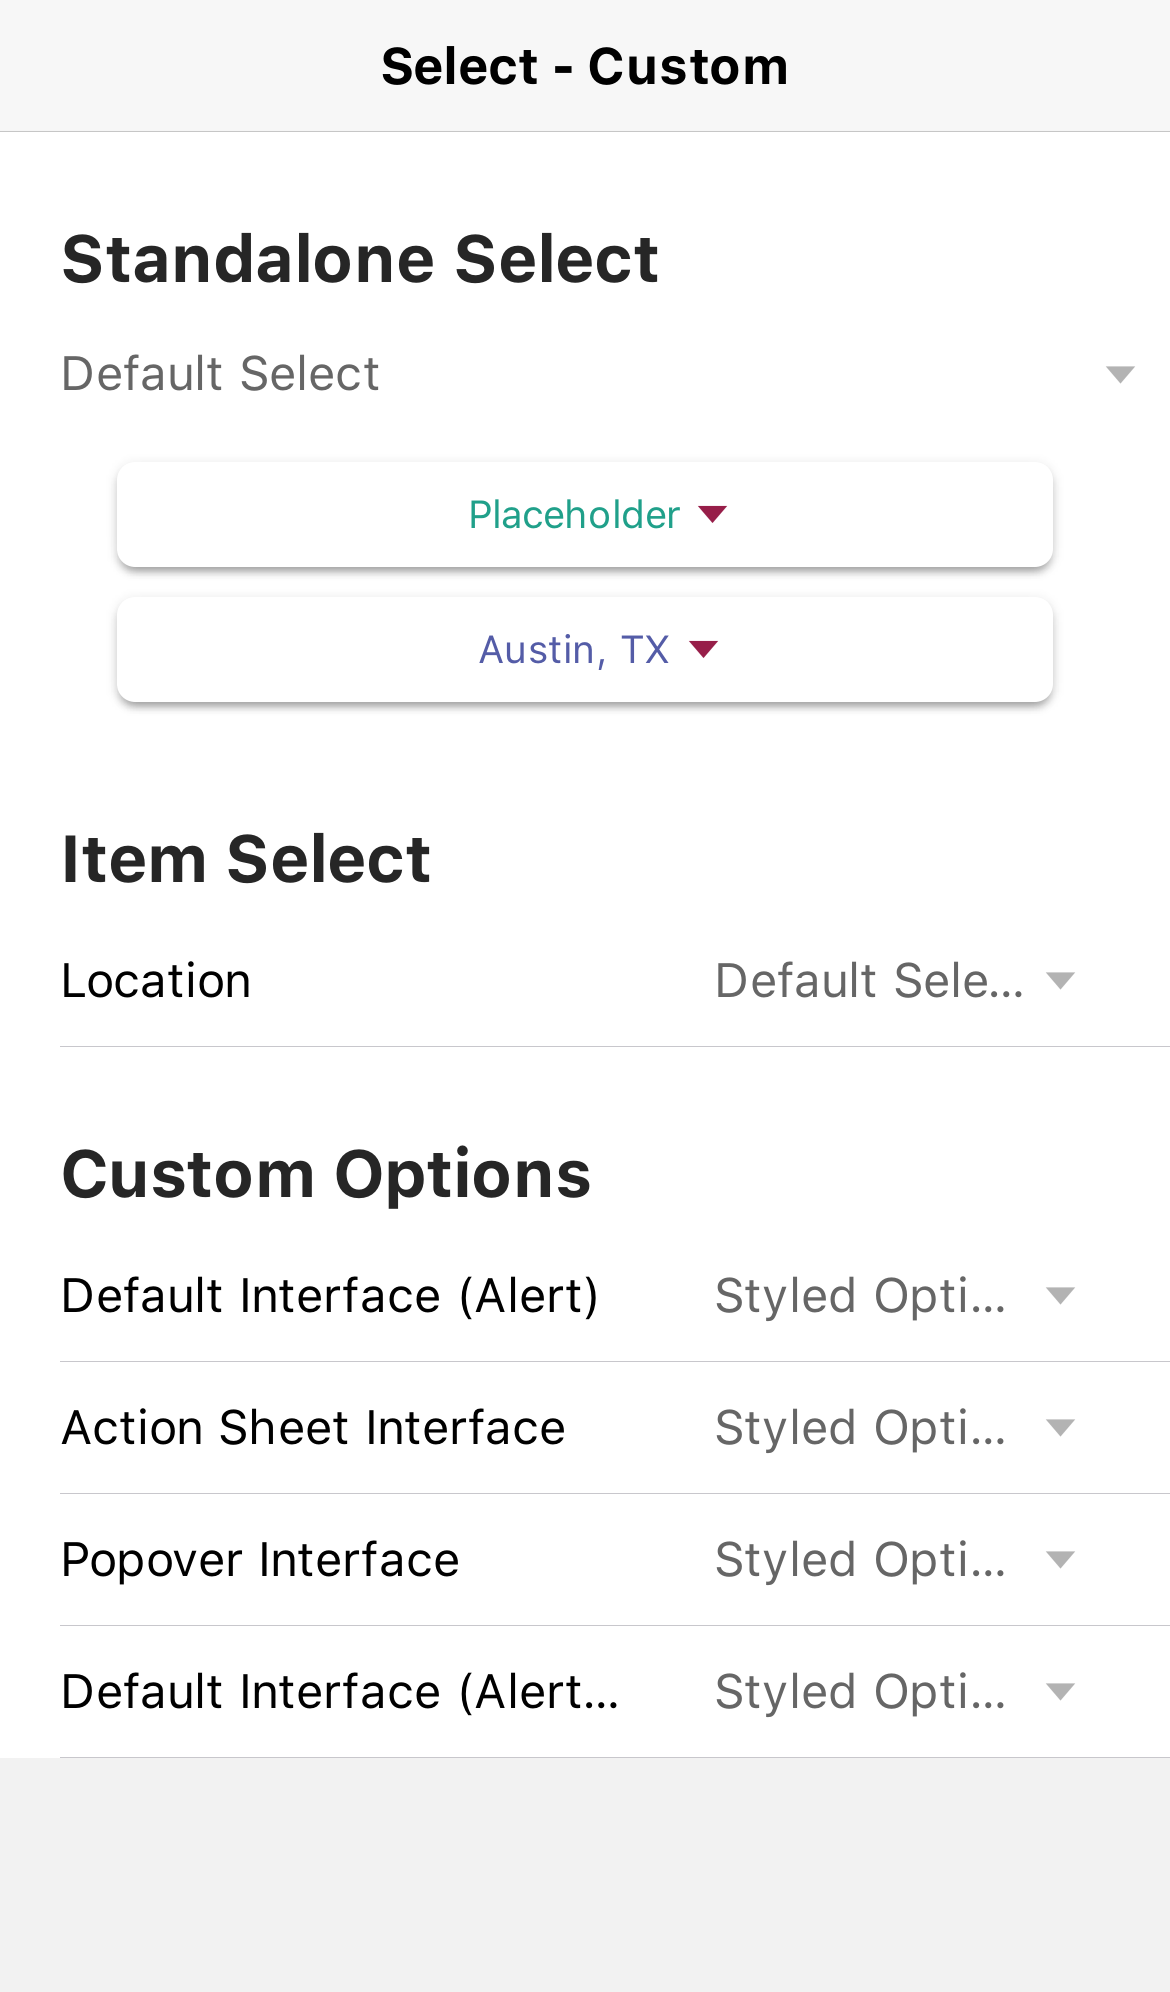 Select - Custom
Standalone Select
Default Select
Placeholder
Austin, TX
Item Select
Location Default Sele...
Custom Options
Default Interface (Alert) Styled Opti...
Action Sheet Interface Styled Opti...
Popover Interface Styled Opti...
Default Interface (Alert... Styled Opti...